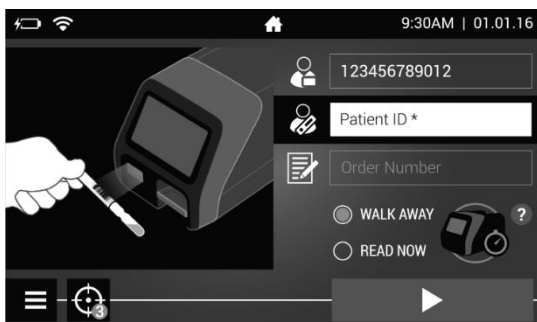 9:30AM | 01.01.16
123456789012
Patient ID *
Order Number
WALK AWAY
?
READ NOW
3